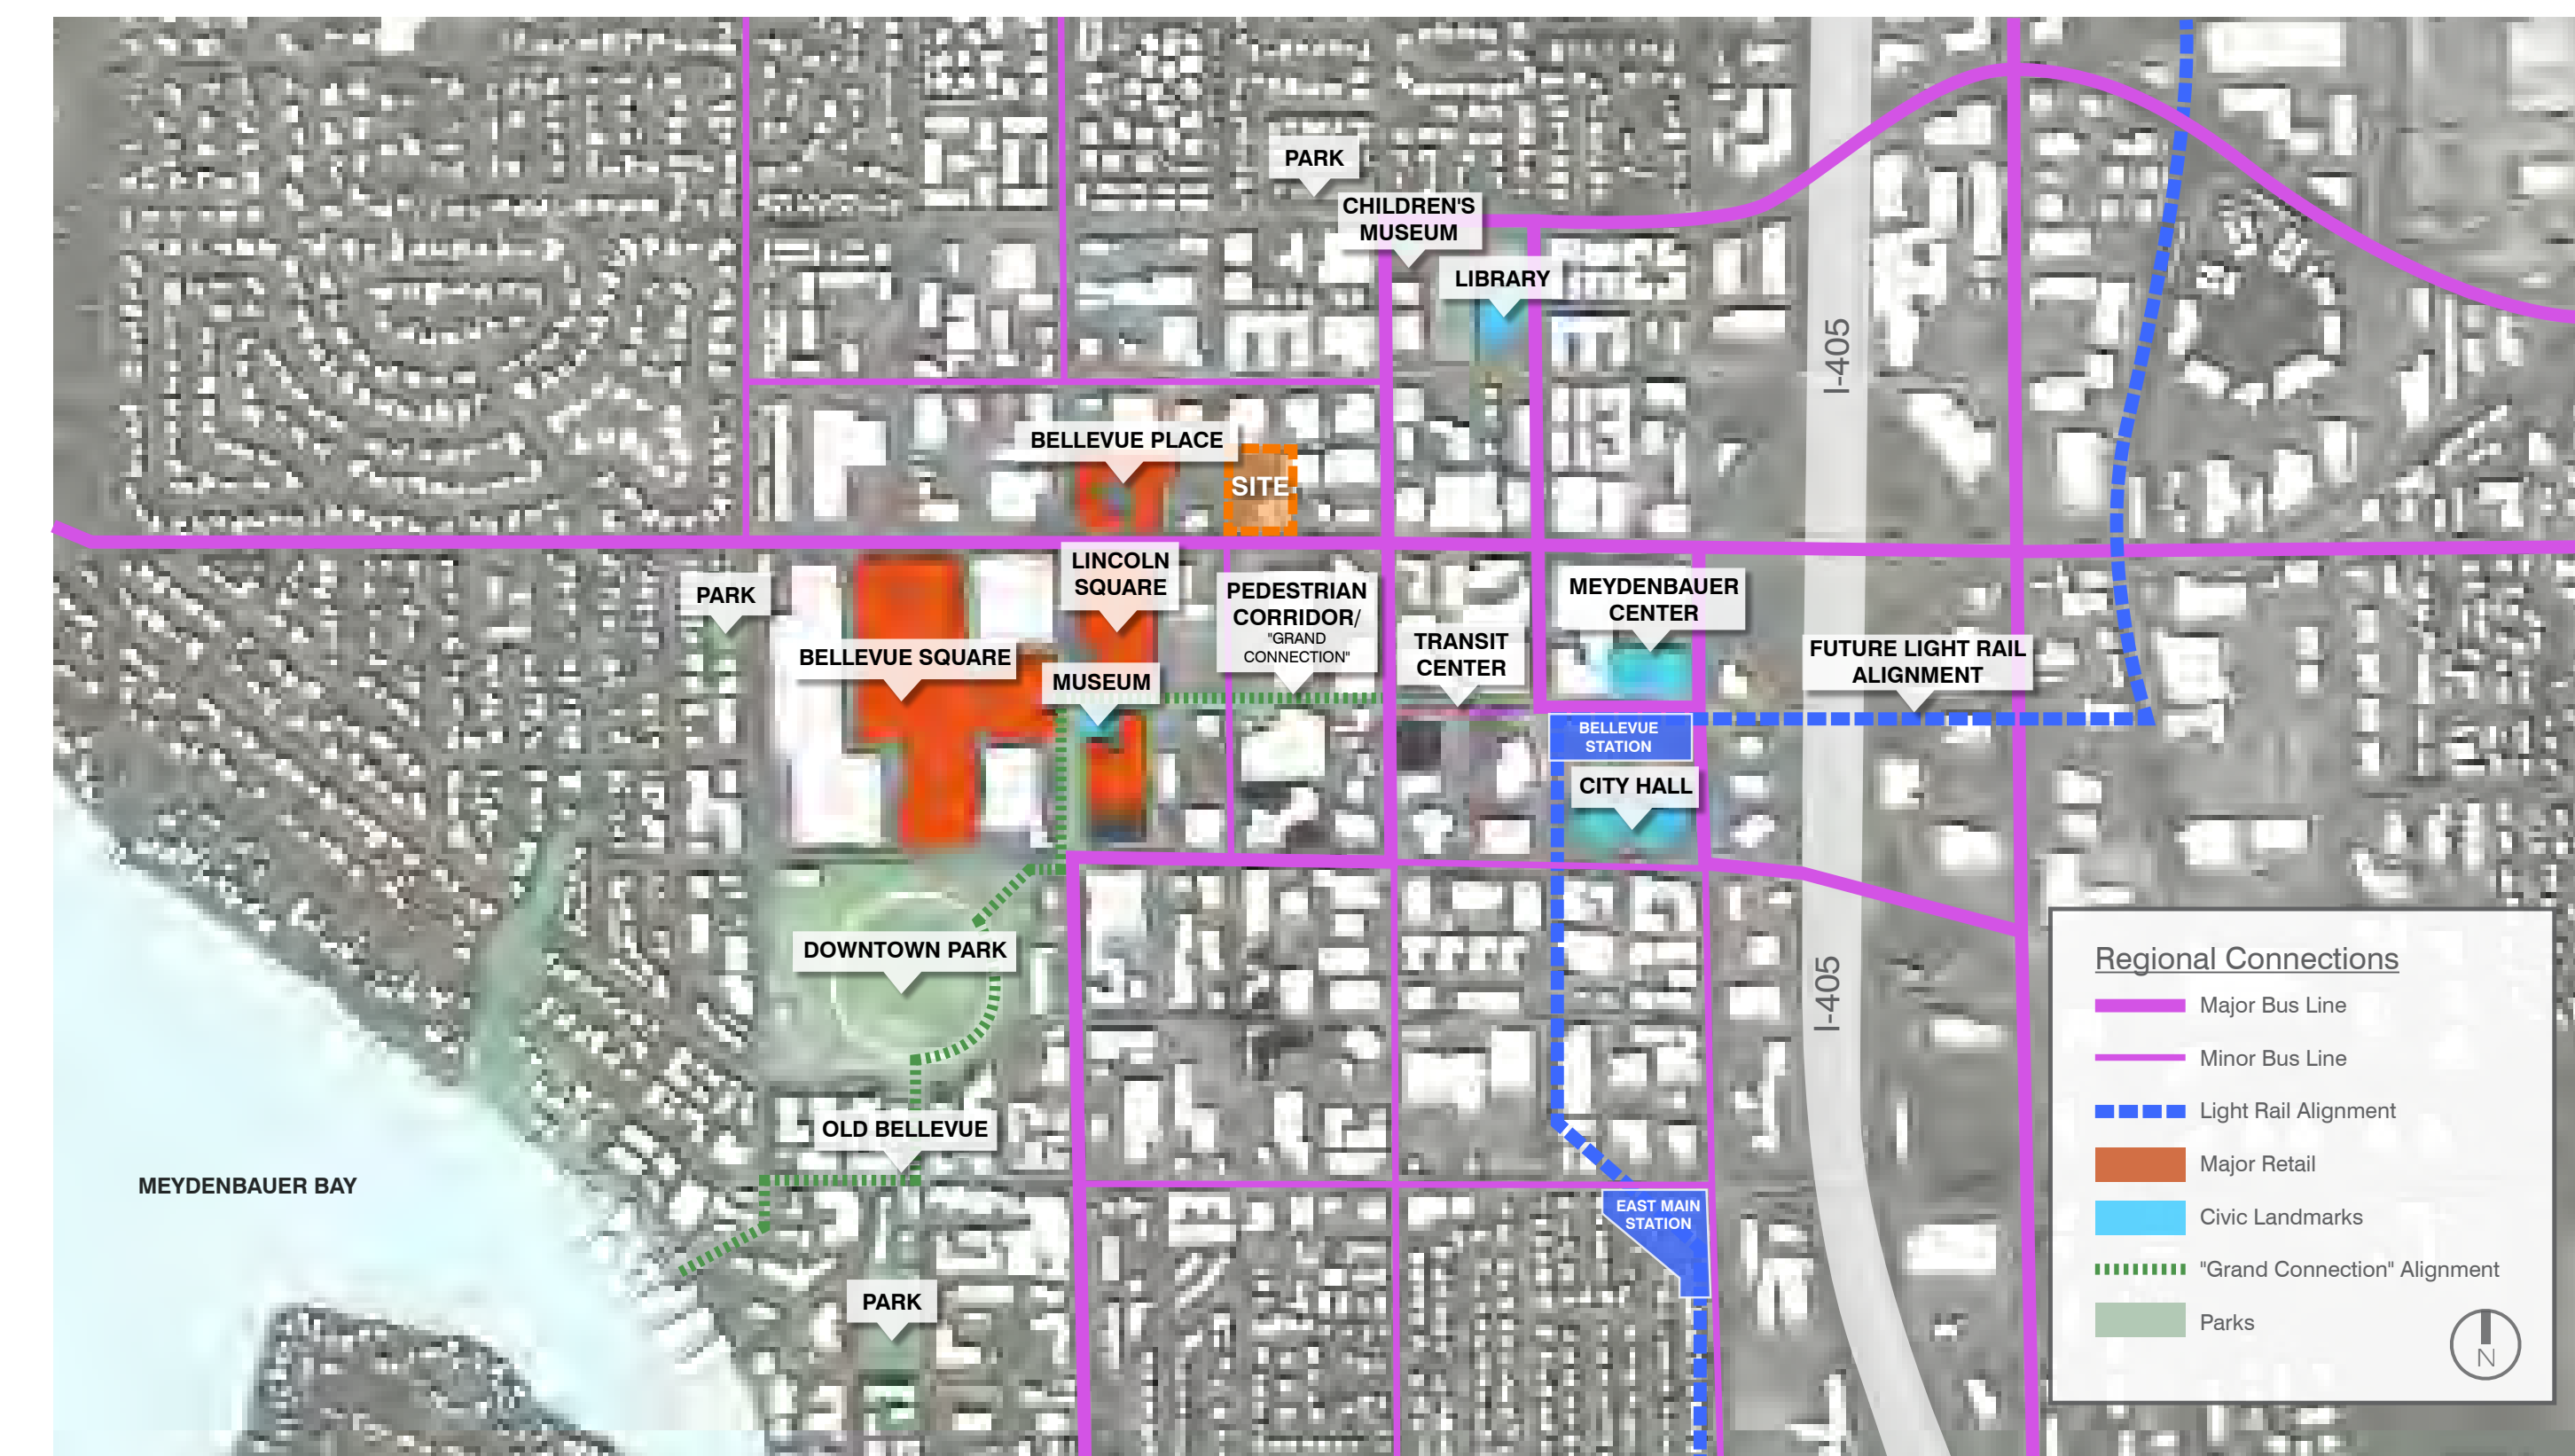 PARK
CHILDREN'S
MUSEUM
LIBRARY
I-405
BELLEVUE PLACE
SITE
LINCOLN
SQUARE
PARK
PEDESTRIAN
CORRIDOR/
"GRAND
CONNECTION"
MEYDENBAUER
CENTER
TRANSIT
CENTER
FUTURE LIGHT RAIL
ALIGNMENT
BELLEVUE SQUARE
MUSEUM
BELLEVUE
STATION
CITY HALL
DOWNTOWN PARK
I-405
OLD BELLEVUE
MEYDENBAUER BAY
EAST MAIN
STATION
PARK
Regional Connections
Major Bus Line
Minor Bus Line
Light Rail Alignment
Major Retail
Civic Landmarks
"Grand Connection" Alignment
Parks
N